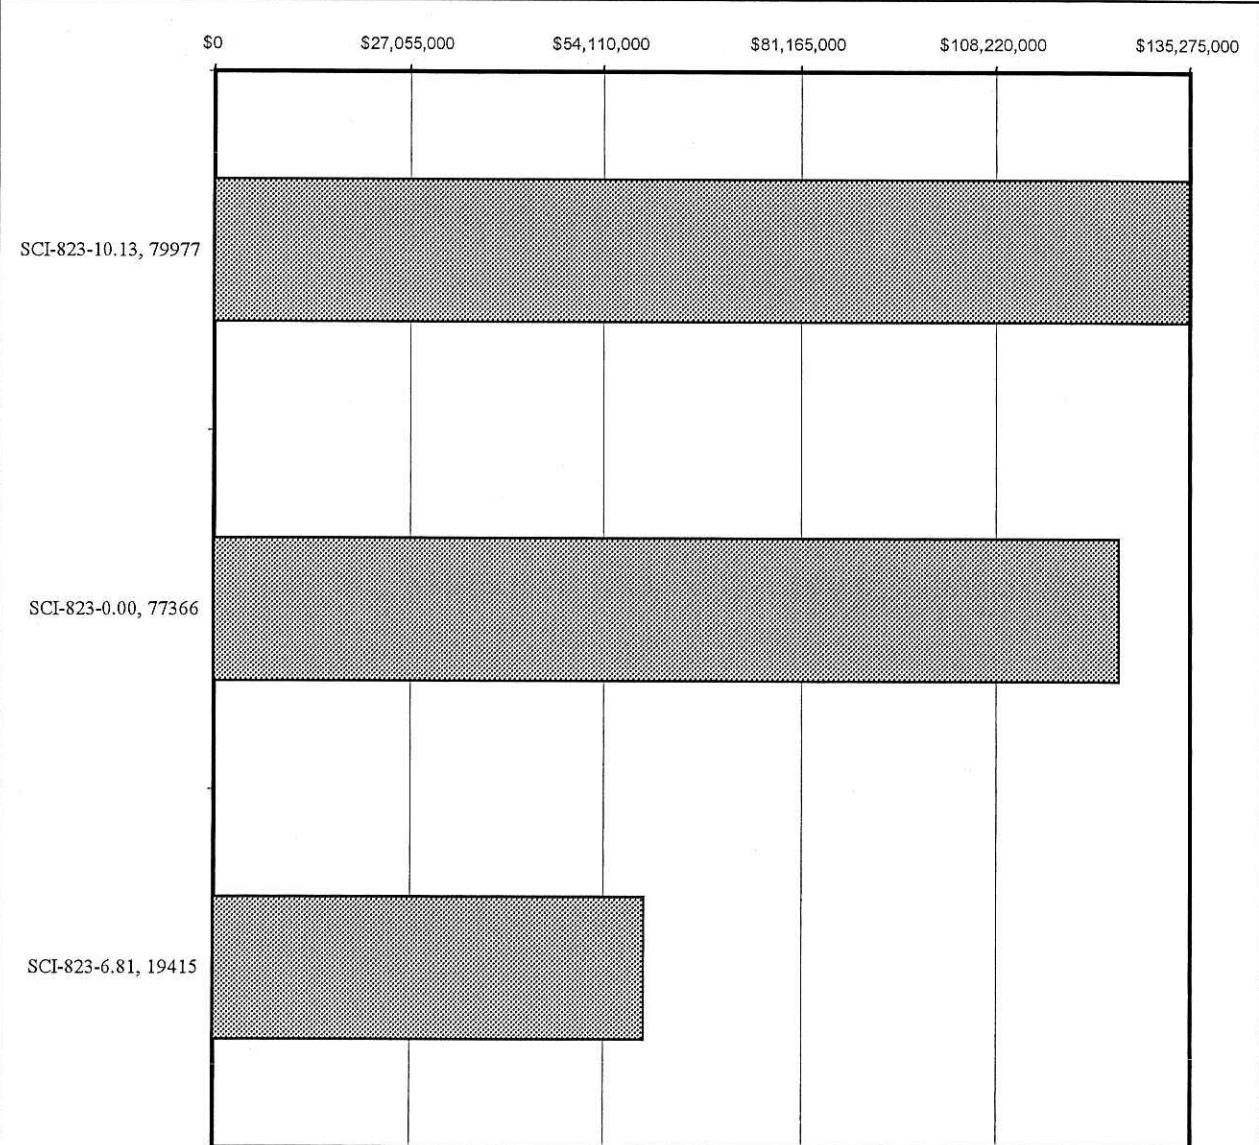 $0 $27,055,000 $54,110,000 $81,165,000 $108,220,000 $135,275,000
SCI-823-10.13, 79977
SCI-823-0.00, 77366
SCI-823-6.81, 19415